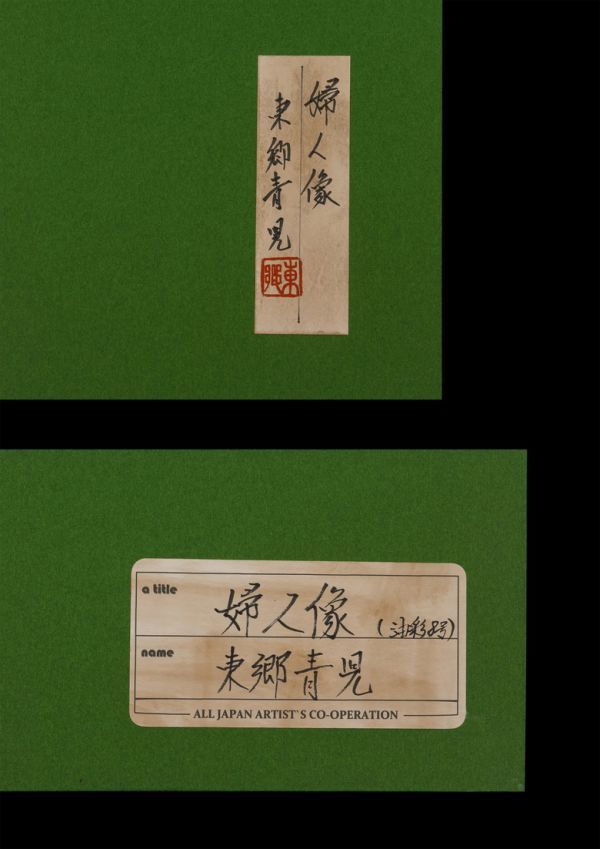 婦人像
東郷青児
東郷
a title
婦人像 (油彩8号)
name
東郷青児
ALL JAPAN ARTIST`S CO-OPERATION